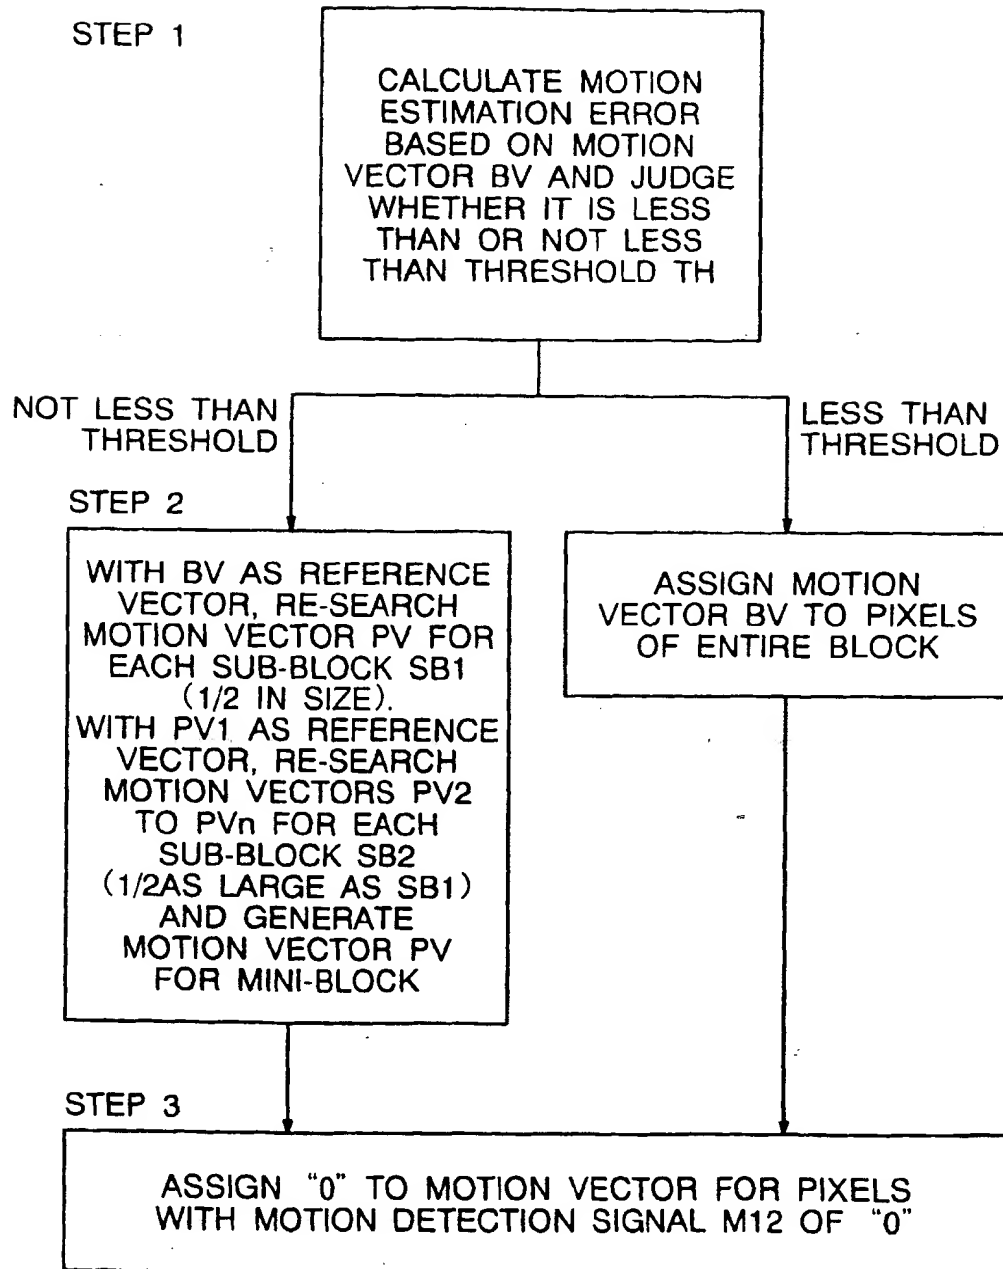 STEP 1
CALCULATE MOTION
ESTIMATION ERROR
BASED ON MOTION
VECTOR BV AND JUDGE
WHETHER IT IS LESS
THAN OR NOT LESS
THAN THRESHOLD TH
NOT LESS THAN
THRESHOLD
LESS THAN
THRESHOLD
STEP 2
WITH BV AS REFERENCE
VECTOR, RE-SEARCH
MOTION VECTOR PV FOR
EACH SUB-BLOCK SB1
(1/2 IN SIZE).
WITH PV1 AS REFERENCE
VECTOR, RE-SEARCH
MOTION VECTORS PV2
TO PVn FOR EACH
SUB-BLOCK SB2
(1/2AS LARGE AS SB1)
AND GENERATE
MOTION VECTOR PV
FOR MINI-BLOCK
ASSIGN MOTION
VECTOR BV TO PIXELS
OF ENTIRE BLOCK
STEP 3
ASSIGN "0" TO MOTION VECTOR FOR PIXELS
WITH MOTION DETECTION SIGNAL M12 OF "0"